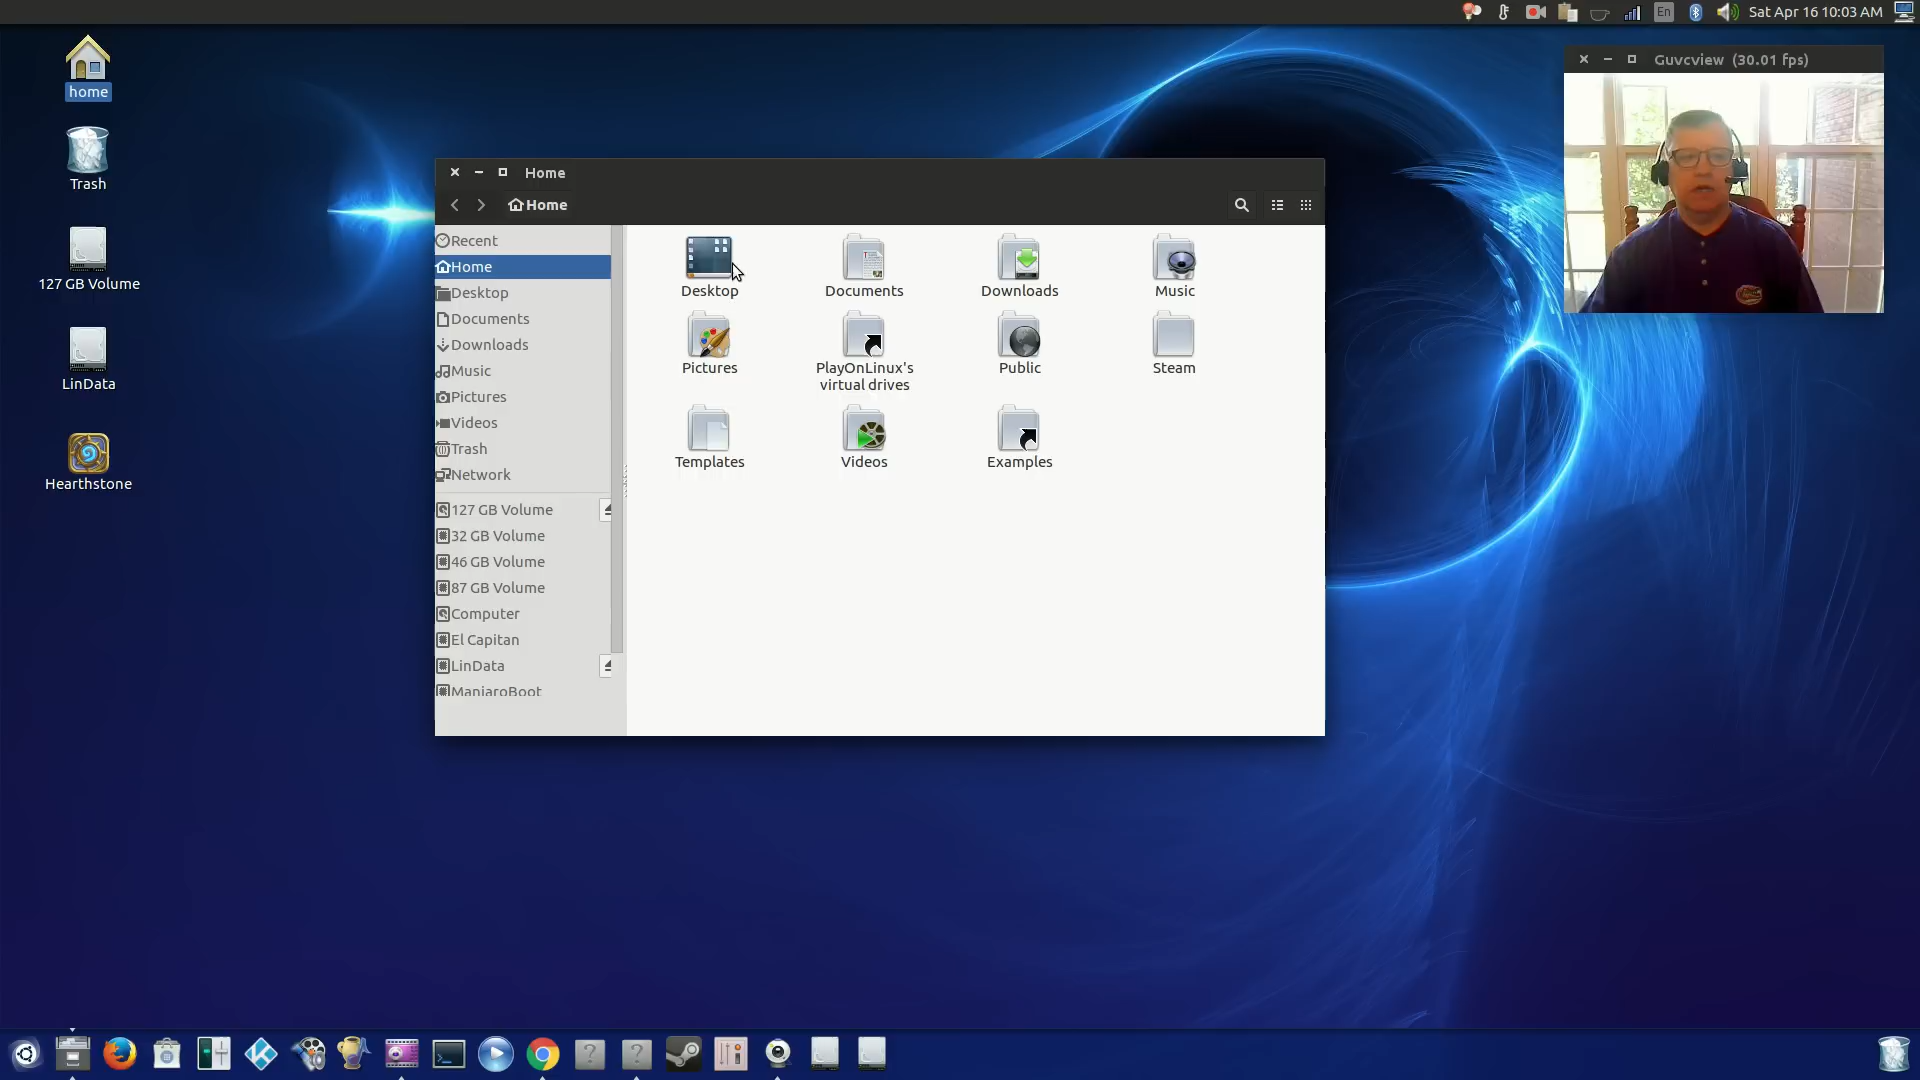 En
Sat Apr 16 10:03 AM
home
Trash
127 GB Volume
LinData
Hearthstone
Guvcview (30.01 fps)
Home
Home
Recent
Home
Desktop
Documents
Downloads
Music
Pictures
Videos
Trash
Network
127 GB Volume
32 GB Volume
46 GB Volume
87 GB Volume
Computer
El Capitan
LinData
ManjaroBoot
Desktop
Documents
Downloads
Music
Pictures
PlayOnLinux's
virtual drives
Public
Steam
Templates
Videos
Examples